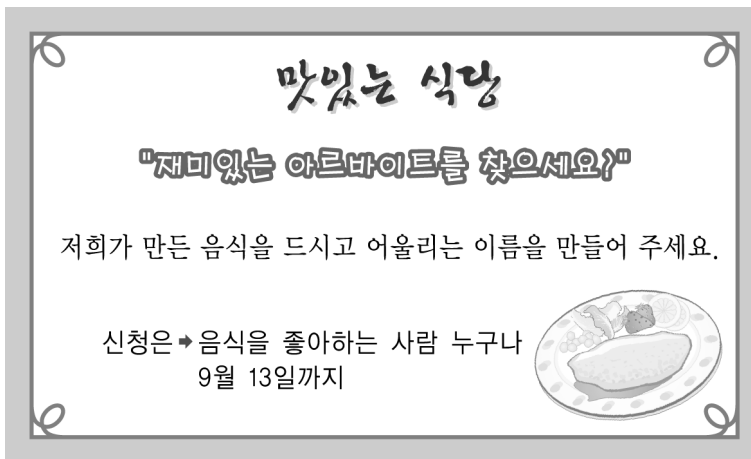 맛있는 식당
"재미있는 아르바이트를 찾으세요?"
저희가 만든 음식을 드시고 어울리는 이름을 만들어 주세요.
신청은 ➡ 음식을 좋아하는 사람 누구나
9월 13일까지